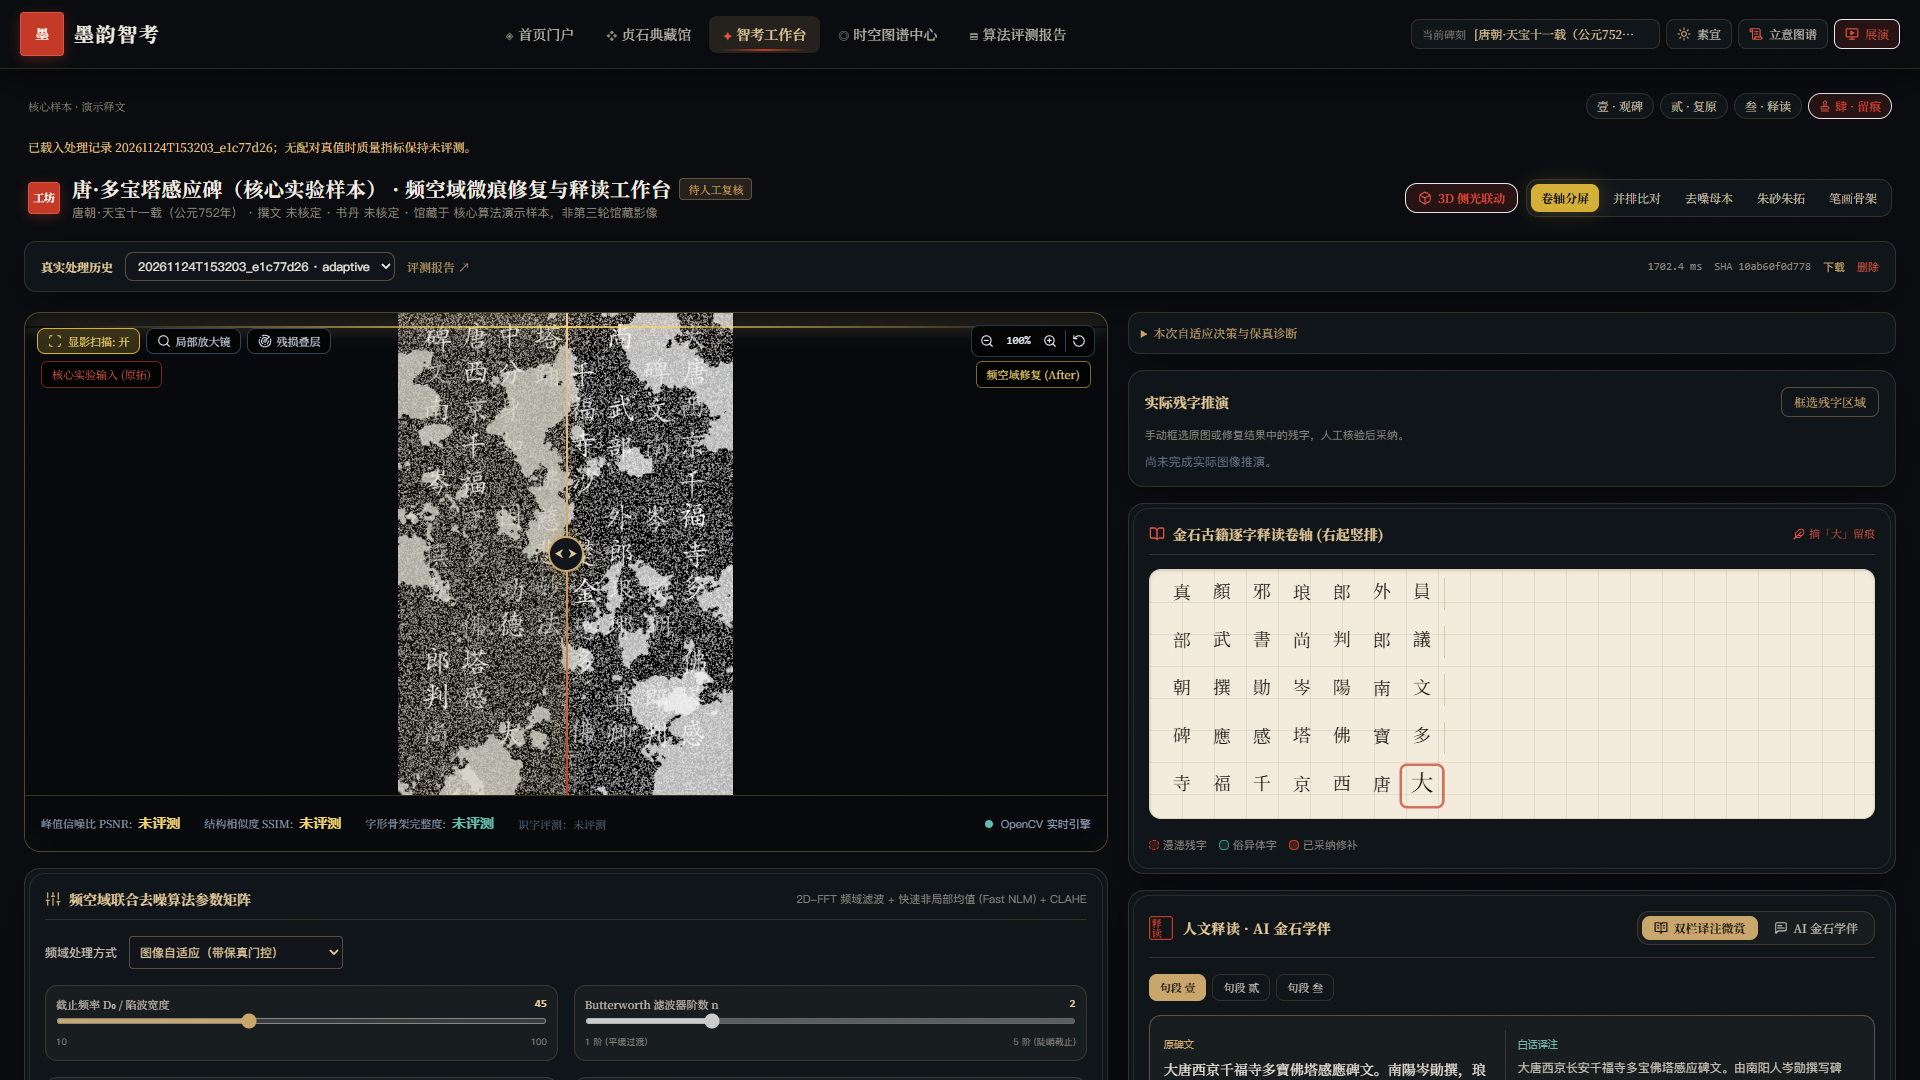 墨 墨韵智考
首页门户 贞石典藏馆 智考工作台 时空图谱中心 算法评测报告
当前碑刻 [唐朝·天宝十一载（公元752⋯ 素宣 立意图谱 展演
核心样本 · 演示释文
壹 · 观碑 贰 · 复原 叁 · 释读 肆 · 留痕
已载入处理记录 20261124T153203_e1c77d26；无配对真值时质量指标保持未评测。
工坊 唐·多宝塔感应碑（核心实验样本） · 频空域微痕修复与释读工作台 待人工复核
唐朝·天宝十一载（公元752年） · 撰文 未核定 · 书丹 未核定 · 馆藏于 核心算法演示样本，非第三轮馆藏影像
3D 侧光联动 卷轴分屏 并排比对 去噪母本 朱砂朱拓 笔画骨架
真实处理历史 20261124T153203_e1c77d26 · adaptive 评测报告 ↗
1702.4 ms SHA 10ab60f0d778 下载 删除
显影扫描: 开 局部放大镜 残损叠层
100%
核心实验输入 (原拓)
频空域修复 (After)
峰值信噪比 PSNR: 未评测 结构相似度 SSIM: 未评测 字形骨架完整度: 未评测 识字评测: 未评测
OpenCV 实时引擎
频空域联合去噪算法参数矩阵
2D-FFT 频域滤波 + 快速非局部均值 (Fast NLM) + CLAHE
频域处理方式 图像自适应（带保真门控）
截止频率 D₀ / 陷波宽度 45
10 100
Butterworth 滤波器阶数 n 2
1 阶 (平缓过渡) 5 阶 (陡峭截止)
本次自适应决策与保真诊断
实际残字推演
框选残字区域
手动框选原图或修复结果中的残字，人工核验后采纳。
尚未完成实际图像推演。
金石古籍逐字释读卷轴 (右起竖排)
摘「大」留痕
真 顏 邪 琅 郎 外 員
部 武 書 尚 判 郎 議
朝 撰 勛 岑 陽 南 文
碑 應 感 塔 佛 寶 多
寺 福 千 京 西 唐 大
漫漶残字 俗异体字 已采纳修补
释读 人文释读 · AI 金石学伴
双栏译注微赏 AI 金石学伴
句段 壹 句段 贰 句段 叁
原碑文
大唐西京千福寺多寶佛塔感應碑文。南陽岑勛撰，琅
白话译注
大唐西京长安千福寺多宝佛塔感应碑文。由南阳人岑勋撰写碑